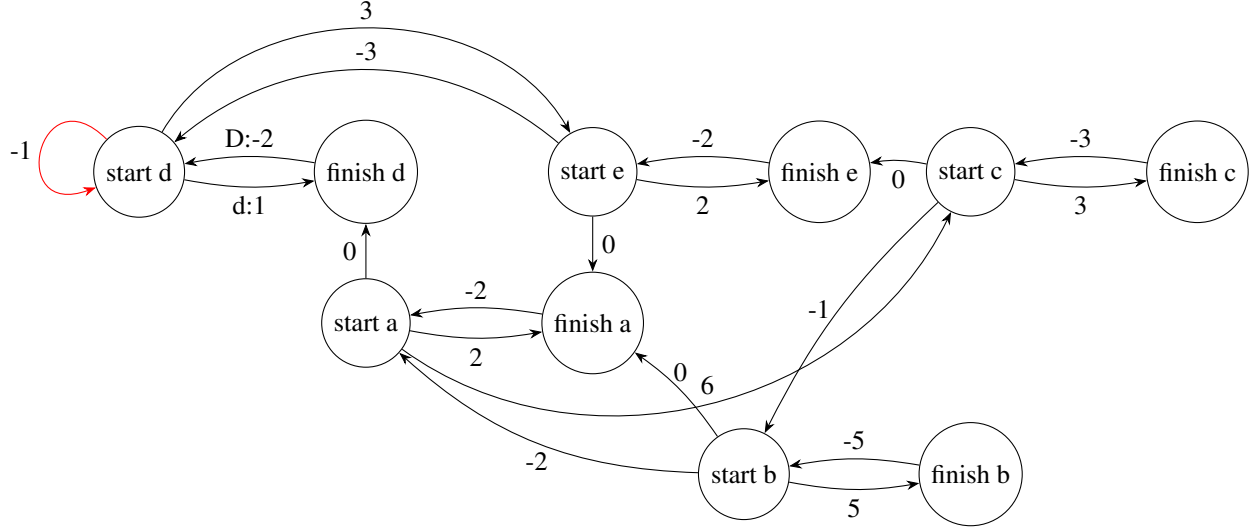 3
-3
-1
start d
D:-2
d:1
finish d
start e
-2
2
finish e
0
start c
-3
3
finish c
0
0
-1
start a
-2
2
finish a
0
6
-2
start b
-5
5
finish b